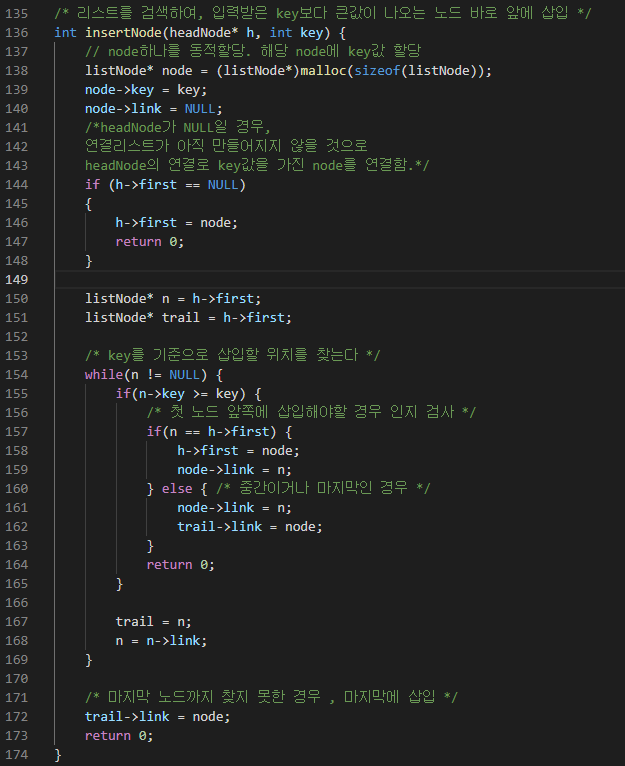 135 /* 리스트를 검색하여, 입력받은 key보다 큰값이 나오는 노드 바로 앞에 삽입 */
136 int insertNode(headNode* h, int key) {
137     // node하나를 동적할당. 해당 node에 key값 할당
138     listNode* node = (listNode*)malloc(sizeof(listNode));
139     node->key = key;
140     node->link = NULL;
141     /*headNode가 NULL일 경우,
142     연결리스트가 아직 만들어지지 않을 것으로
143     headNode의 연결로 key값을 가진 node를 연결함.*/
144     if (h->first == NULL)
145     {
146         h->first = node;
147         return 0;
148     }
149
150     listNode* n = h->first;
151     listNode* trail = h->first;
152
153     /* key를 기준으로 삽입할 위치를 찾는다 */
154     while(n != NULL) {
155         if(n->key >= key) {
156             /* 첫 노드 앞쪽에 삽입해야할 경우 인지 검사 */
157             if(n == h->first) {
158                 h->first = node;
159                 node->link = n;
160             } else { /* 중간이거나 마지막인 경우 */
161                 node->link = n;
162                 trail->link = node;
163             }
164             return 0;
165         }
166
167         trail = n;
168         n = n->link;
169     }
170
171     /* 마지막 노드까지 찾지 못한 경우 , 마지막에 삽입 */
172     trail->link = node;
173     return 0;
174 }